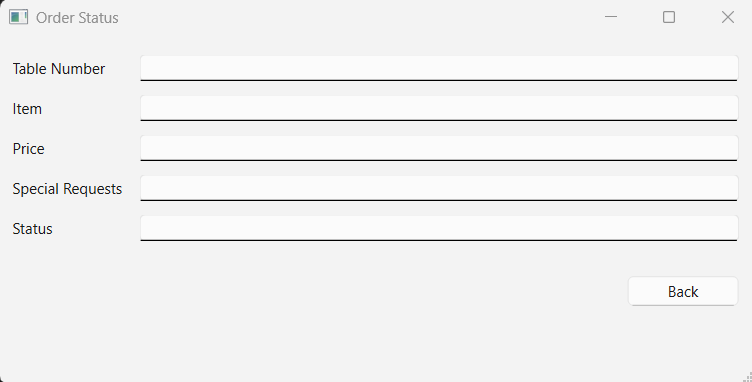 Order Status
Table Number
Item
Price
Special Requests
Status
Back